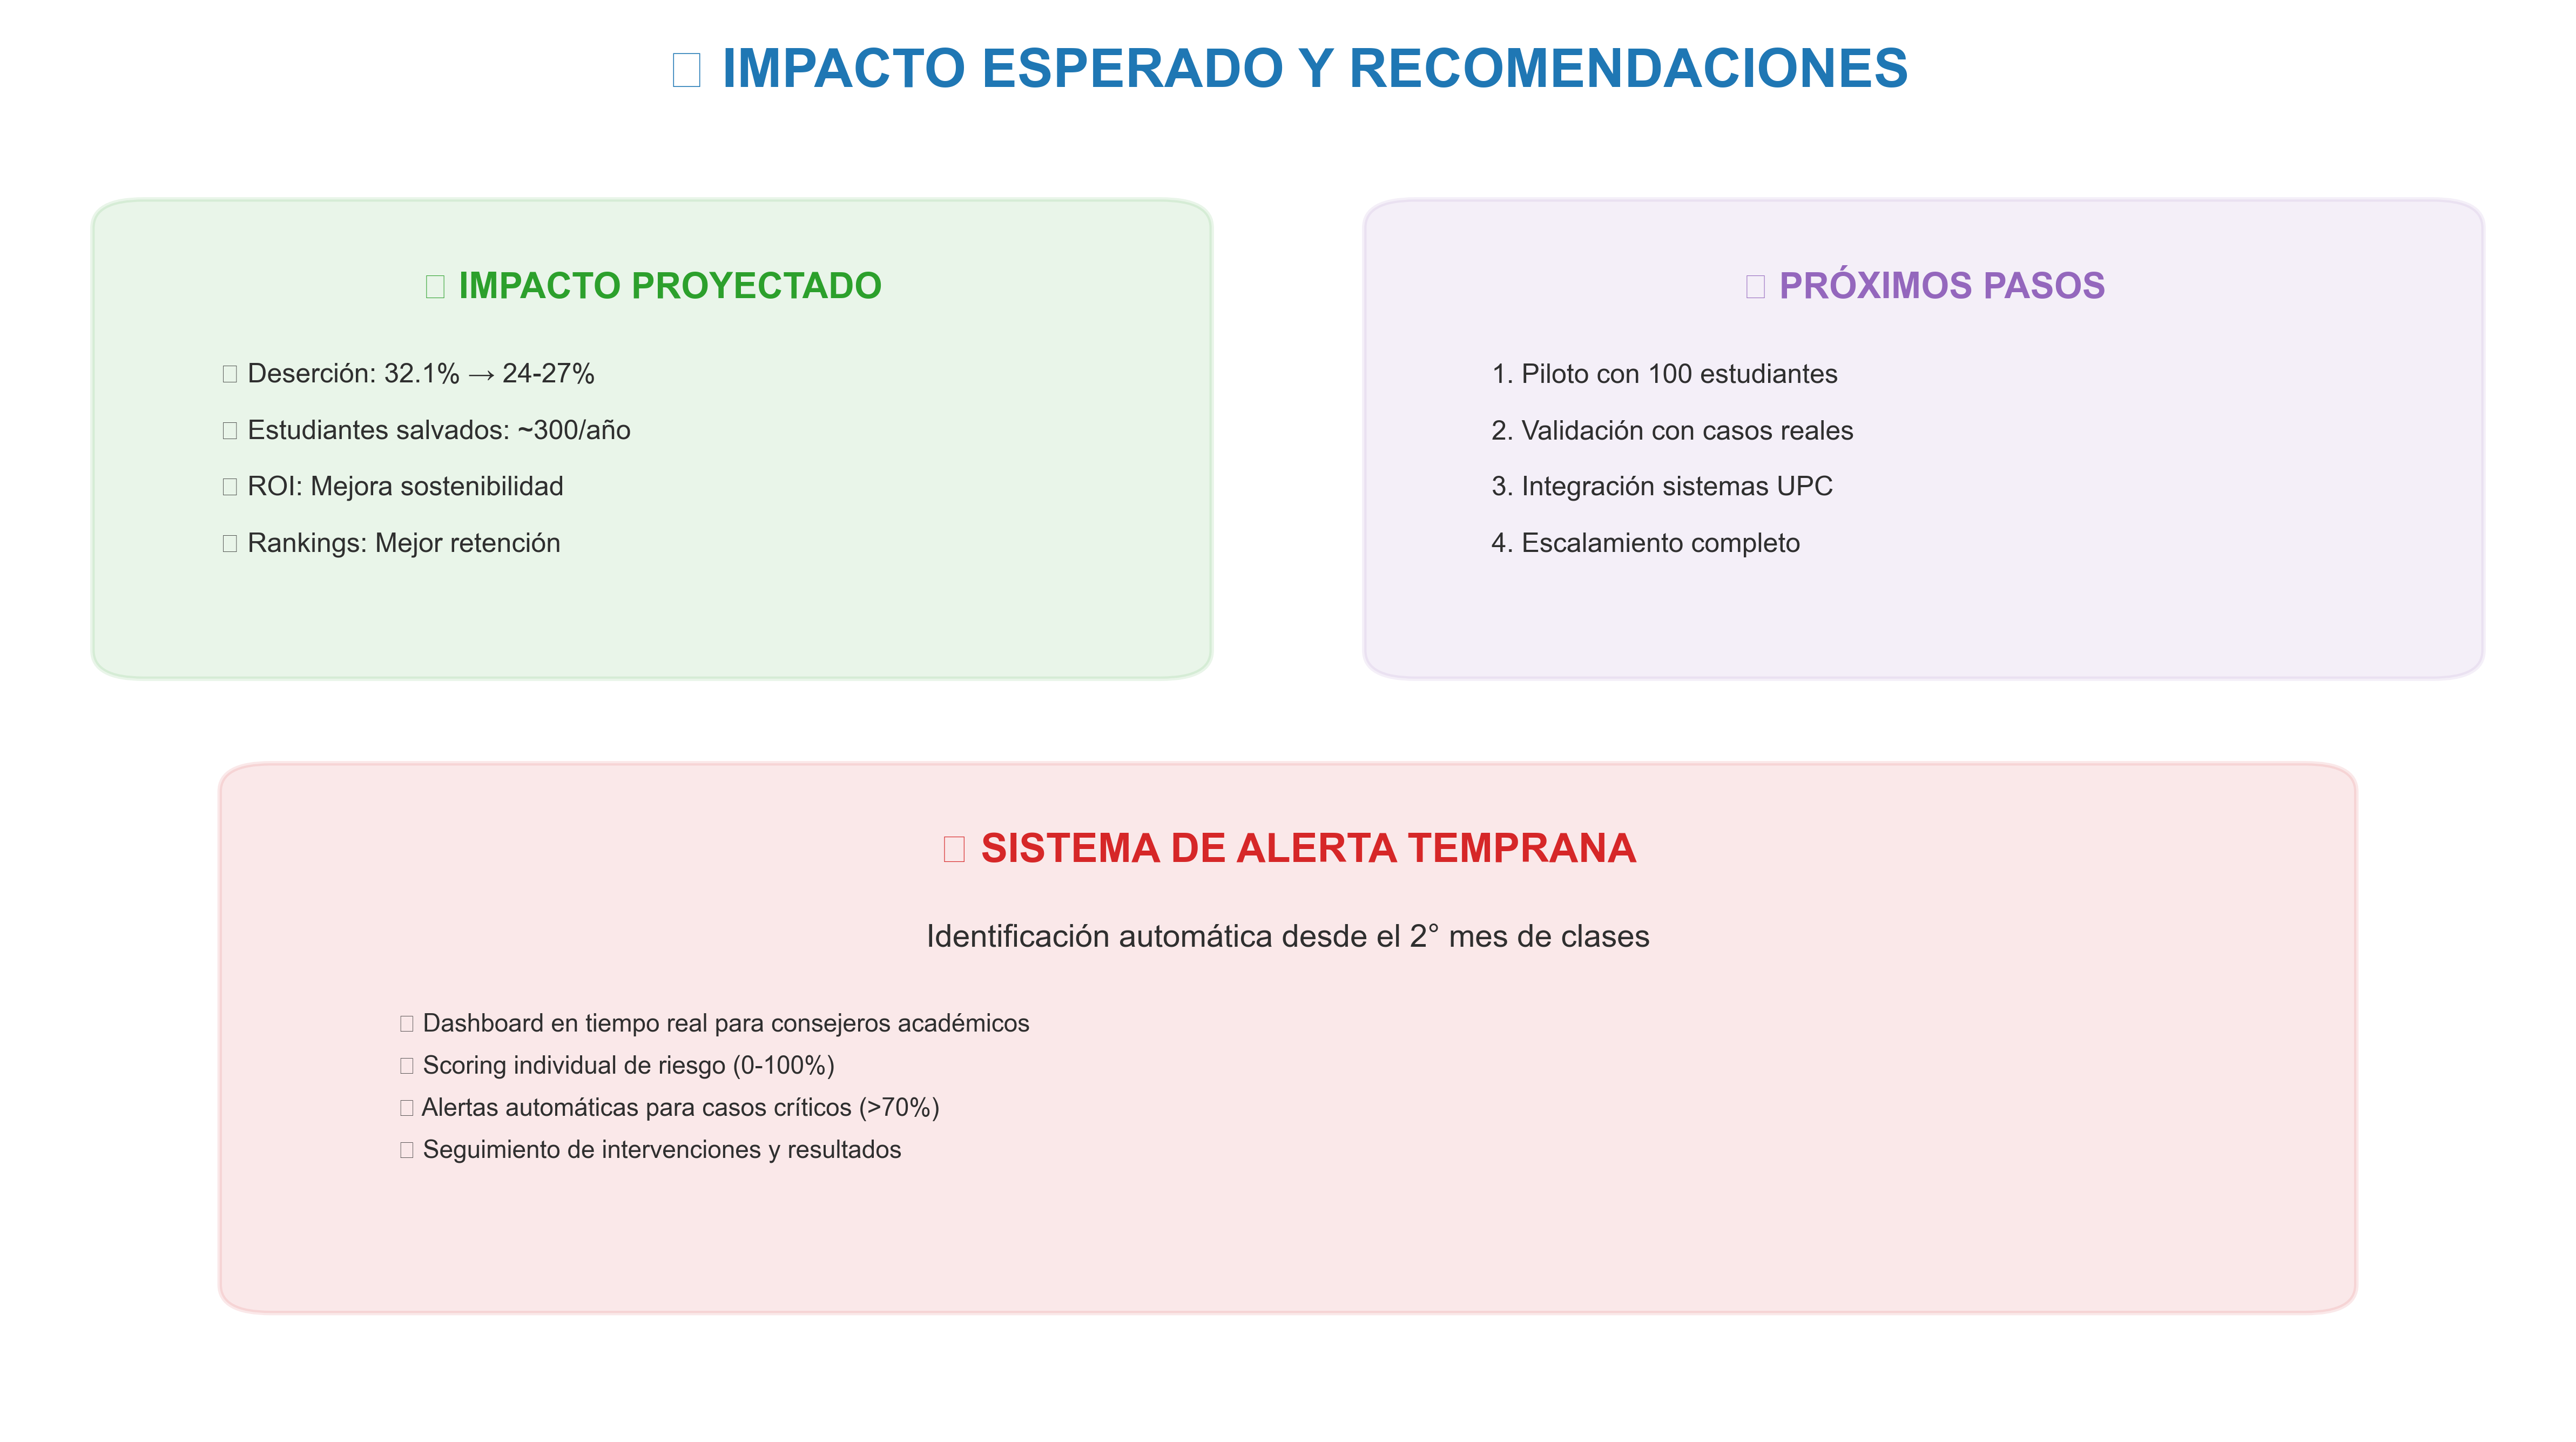 IMPACTO ESPERADO Y RECOMENDACIONES
IMPACTO PROYECTADO
Deserción: 32.1% → 24-27%
Estudiantes salvados: ~300/año
ROI: Mejora sostenibilidad
Rankings: Mejor retención
PRÓXIMOS PASOS
1. Piloto con 100 estudiantes
2. Validación con casos reales
3. Integración sistemas UPC
4. Escalamiento completo
SISTEMA DE ALERTA TEMPRANA
Identificación automática desde el 2° mes de clases
Dashboard en tiempo real para consejeros académicos
Scoring individual de riesgo (0-100%)
Alertas automáticas para casos críticos (>70%)
Seguimiento de intervenciones y resultados